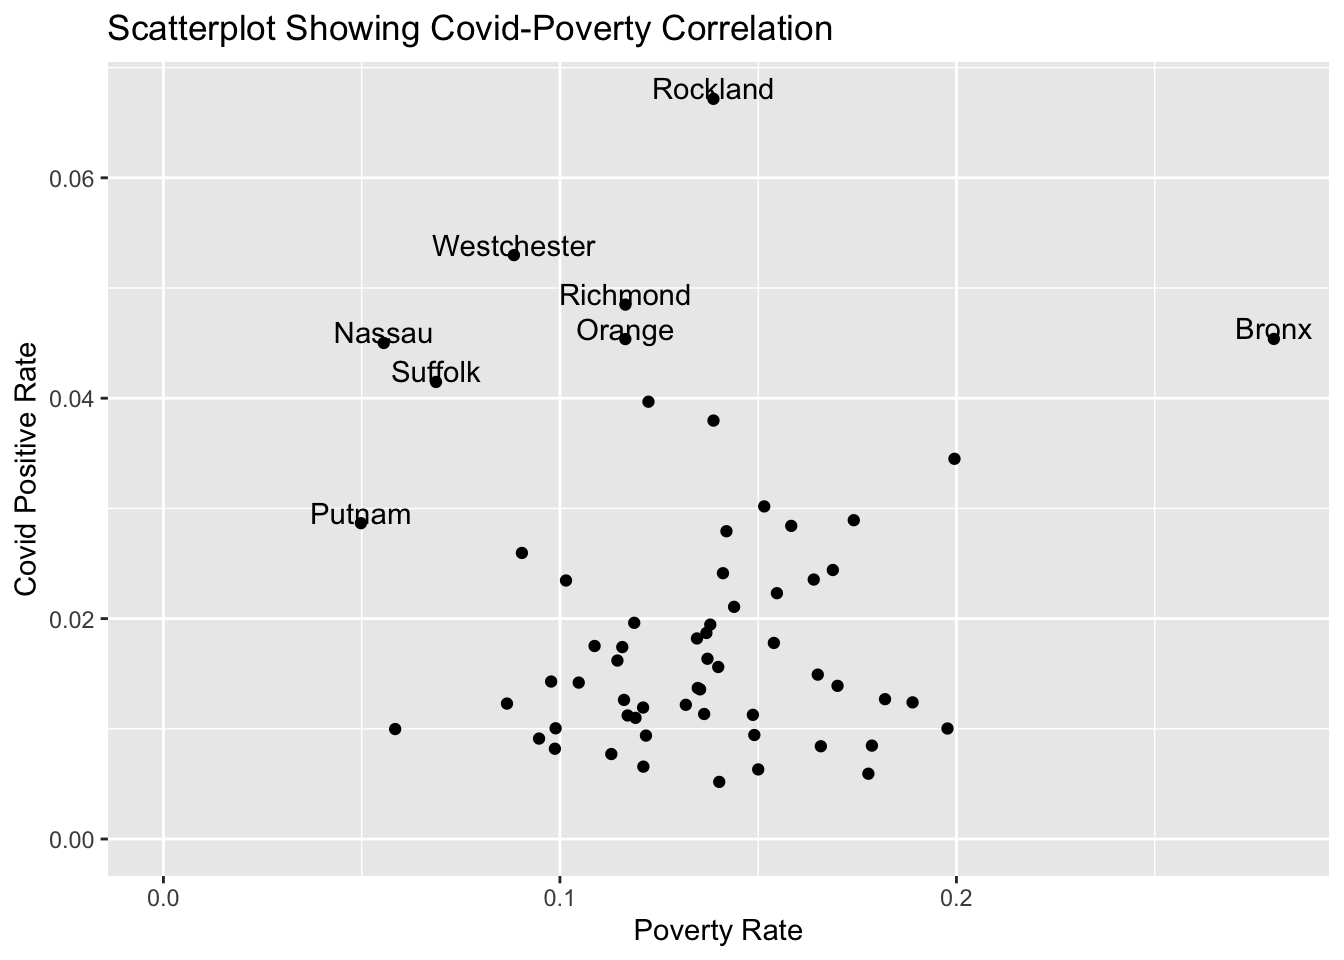 Scatterplot Showing Covid-Poverty Correlation
Rockland
0.06
Westchester
Richmond
Orange
Nassau
Bronx
Suffolk
0.04
Putnam
0.02
0.00
Covid Positive Rate
0.0
0.1
0.2
Poverty Rate